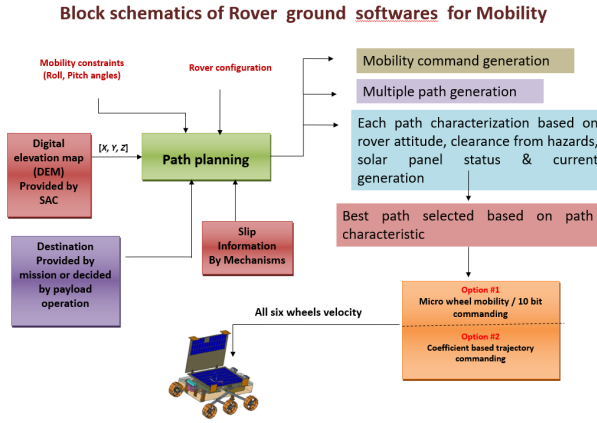 Block schematics of Rover ground softwares for Mobility
Mobility constraints
(Roll, Pitch angles)
Rover configuration
Mobility command generation
Multiple path generation
Each path characterization based on
rover attitude, clearance from hazards,
solar panel status & current
generation
Digital
elevation map
(DEM)
Provided by
SAC
[X, Y, Z]
Path planning
Best path selected based on path
characteristic
Slip
Information
By Mechanisms
Destination
Provided by
mission or decided
by payload
operation
Option #1
Micro wheel mobility / 10 bit
commanding
Option #2
Coefficient based trajectory
commanding
All six wheels velocity